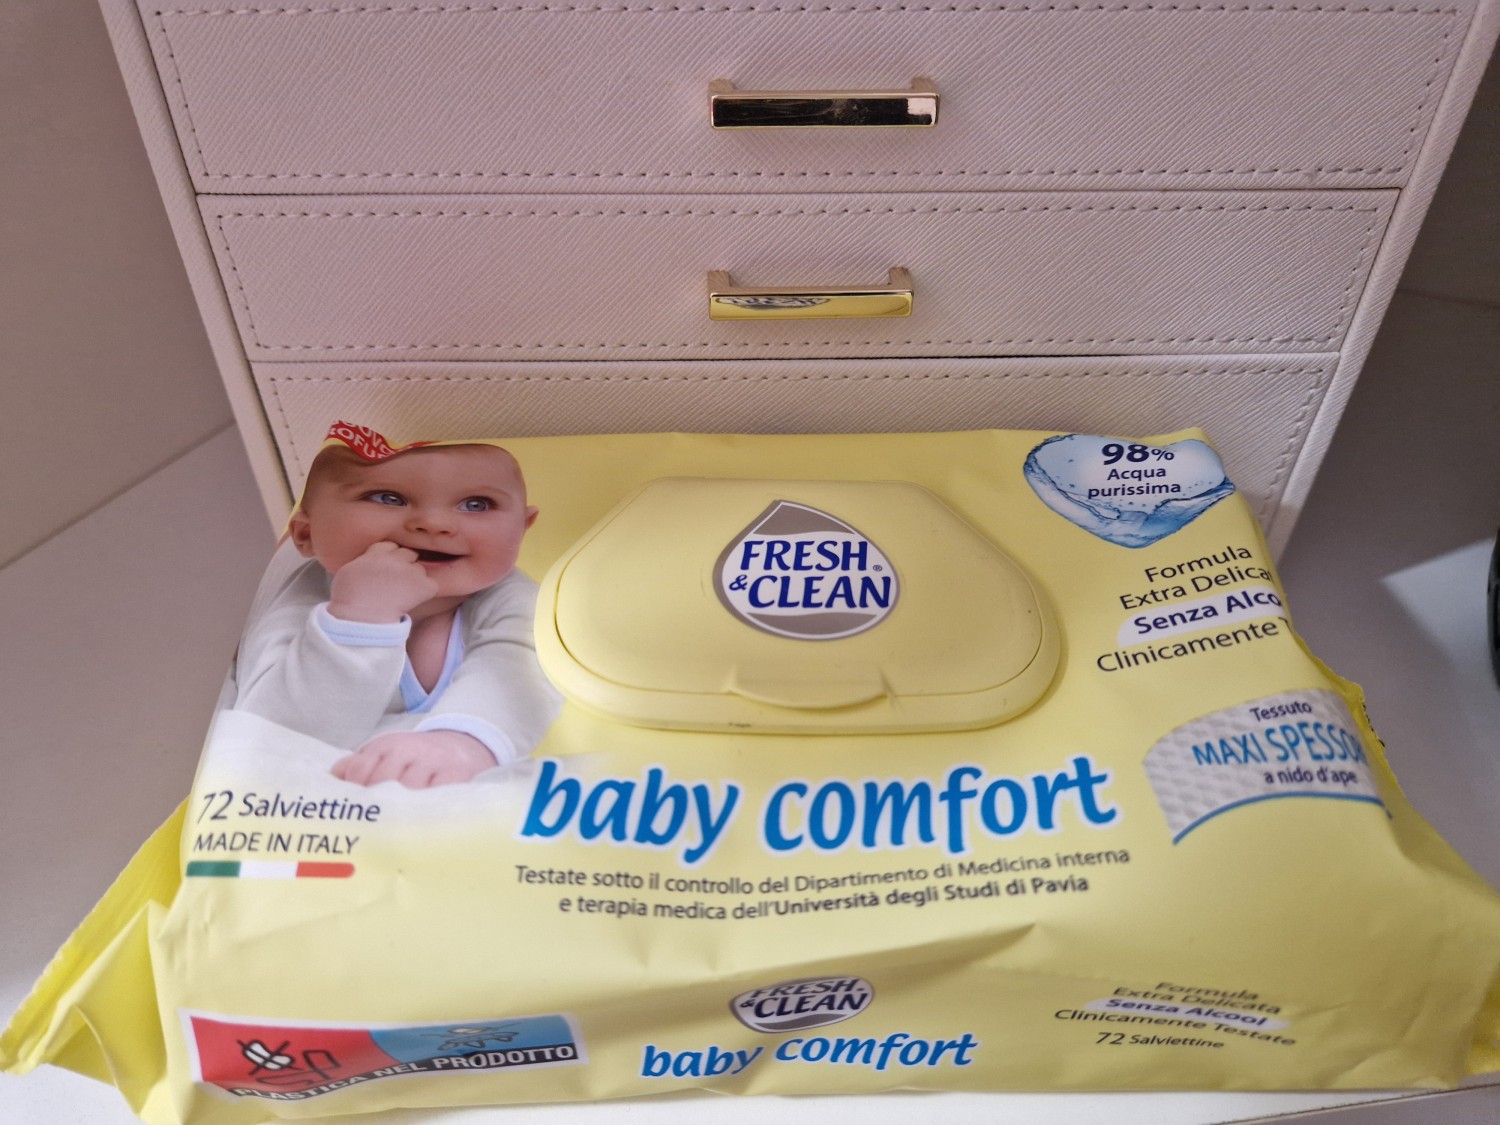 98%
Acqua
purissima
FRESH®
&CLEAN
Formula
Extra Delica
Senza Alco
Clinicamente
Tessuto
MAXI SPESSO
a nido d'ape
72 Salviettine
MADE IN ITALY
baby comfort
Testate sotto il controllo del Dipartimento di Medicina interna
e terapia medica dell'Università degli Studi di Pavia
FRESH
&CLEAN
baby comfort
Formula
Extra Delicata
Senza Alcool
Clinicamente Testate
72 Salviettine
PLASTICA NEL PRODOTTO